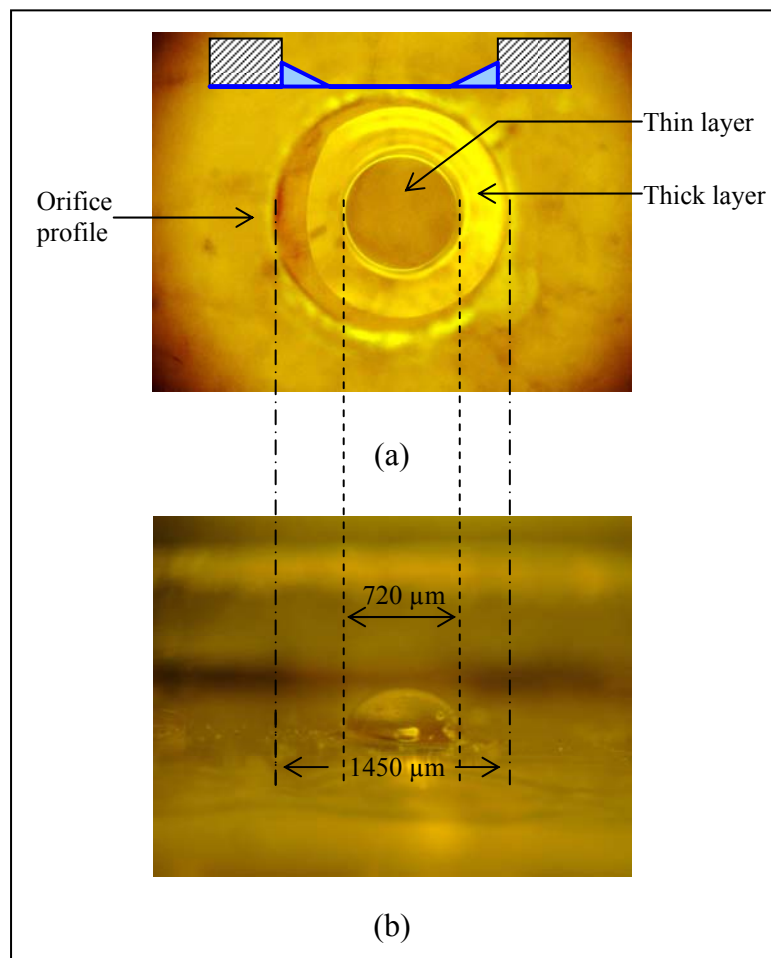 Thin layer
Thick layer
Orifice
profile
(a)
720 µm
1450 µm
(b)